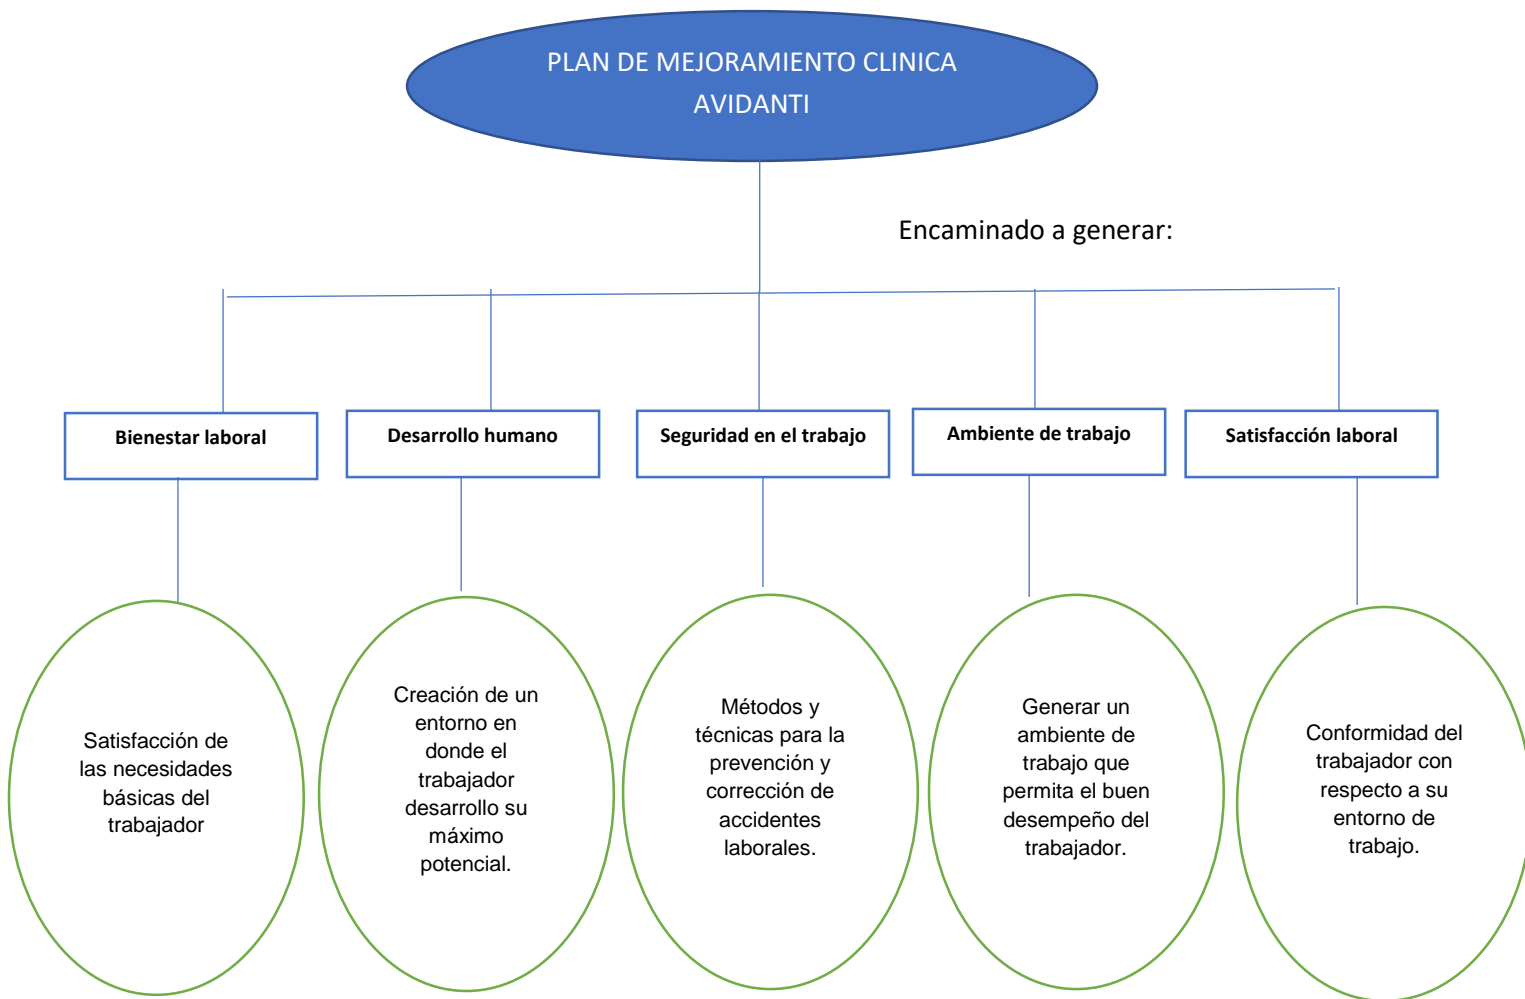 PLAN DE MEJORAMIENTO CLINICA
AVIDANTI
Encaminado a generar:
Bienestar laboral
Desarrollo humano
Seguridad en el trabajo
Ambiente de trabajo
Satisfacción laboral
Satisfacción de
las necesidades
básicas del
trabajador
Creación de un
entorno en
donde el
trabajador
desarrollo su
máximo
potencial.
Métodos y
técnicas para la
prevención y
corrección de
accidentes
laborales.
Generar un
ambiente de
trabajo que
permita el buen
desempeño del
trabajador.
Conformidad del
trabajador con
respecto a su
entorno de
trabajo.